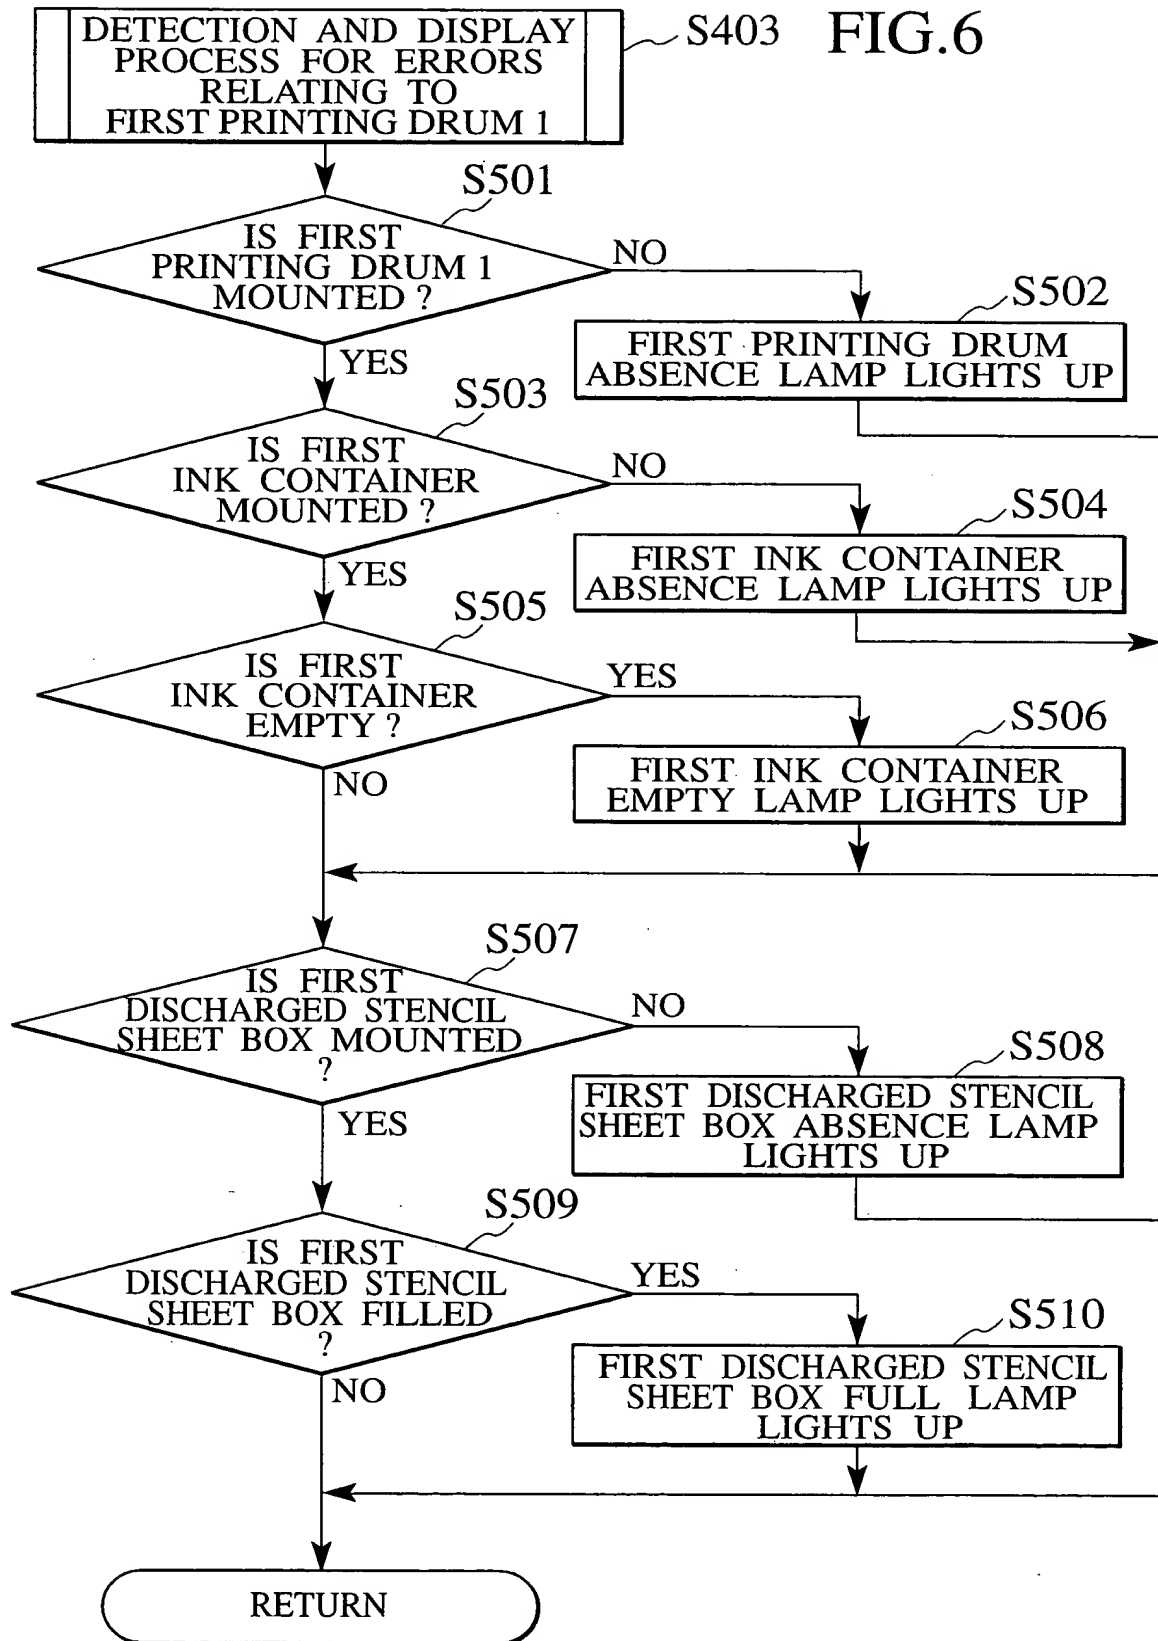 FIG.6
DETECTION AND DISPLAY
PROCESS FOR ERRORS
RELATING TO
FIRST PRINTING DRUM 1
S403
S501
IS FIRST
PRINTING DRUM 1
MOUNTED ?
NO
YES
S502
FIRST PRINTING DRUM
ABSENCE LAMP LIGHTS UP
S503
IS FIRST
INK CONTAINER
MOUNTED ?
NO
YES
S504
FIRST INK CONTAINER
ABSENCE LAMP LIGHTS UP
S505
IS FIRST
INK CONTAINER
EMPTY ?
YES
NO
S506
FIRST INK CONTAINER
EMPTY LAMP LIGHTS UP
S507
IS FIRST
DISCHARGED STENCIL
SHEET BOX MOUNTED
?
NO
YES
S508
FIRST DISCHARGED STENCIL
SHEET BOX ABSENCE LAMP
LIGHTS UP
S509
IS FIRST
DISCHARGED STENCIL
SHEET BOX FILLED
?
YES
NO
S510
FIRST DISCHARGED STENCIL
SHEET BOX FULL LAMP
LIGHTS UP
RETURN